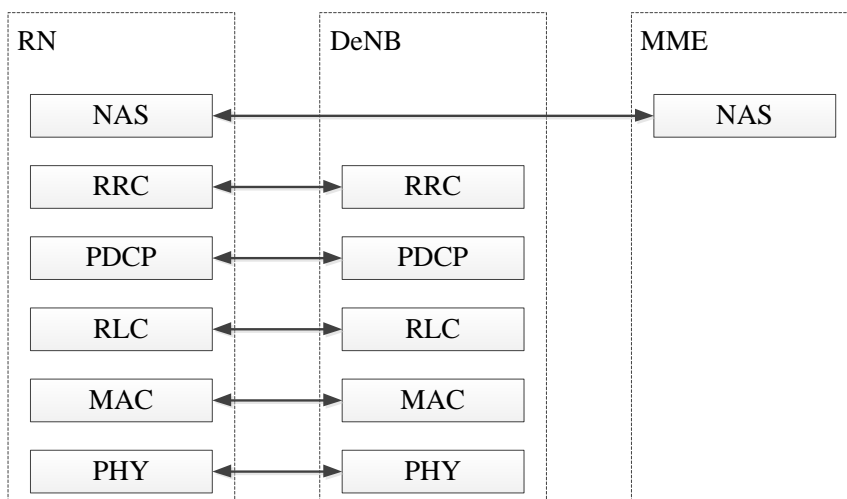 RN DeNB MME
NAS NAS
RRC RRC
PDCP PDCP
RLC RLC
MAC MAC
PHY PHY